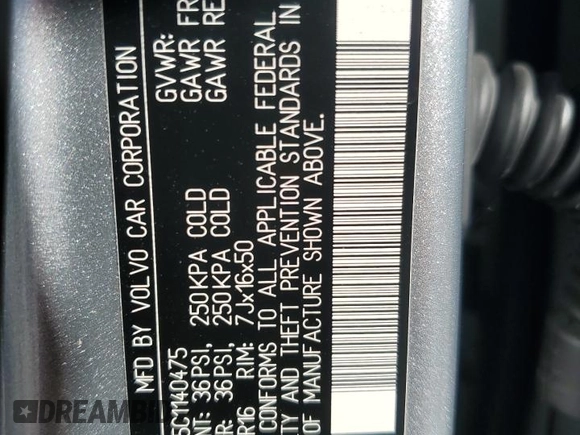 MFD BY VOLVO CAR CORPORATION
GVWR:
GAWR FR
GAWR RE
5C1140475
NT: 36PSI, 250KPA COLD
R: 36PSI, 250KPA COLD
R16 RIM: 7Jx16x50
CONFORMS TO ALL APPLICABLE FEDERAL
TY AND THEFT PREVENTION STANDARDS IN
OF MANUFACTURE SHOWN ABOVE.
DREAMBID